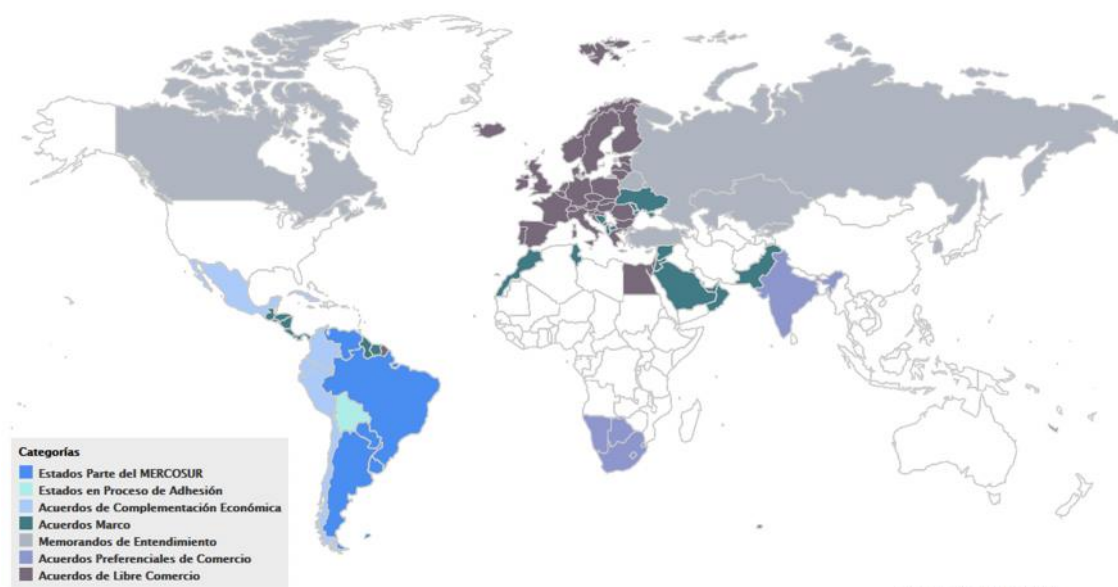 Categorías
Estados Parte del MERCOSUR
Estados en Proceso de Adhesión
Acuerdos de Complementación Económica
Acuerdos Marco
Memorandos de Entendimiento
Acuerdos Preferenciales de Comercio
Acuerdos de Libre Comercio